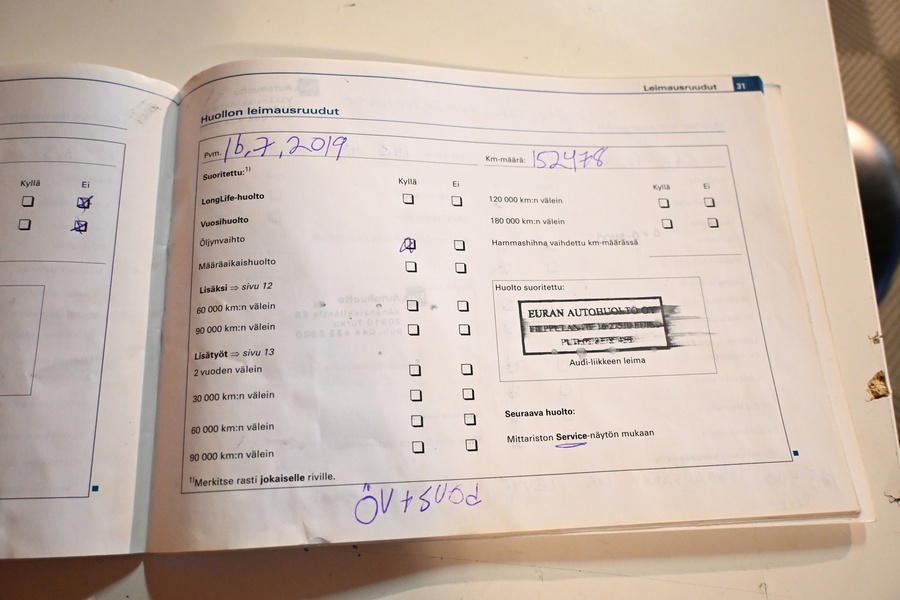 Kyllä Ei
Leimausruudut 31
Huollon leimausruudut
Pvm. 16.7.2019
Km-määrä: 152478
Suoritettu:1)
Kyllä Ei
LongLife-huolto
Vuosihuolto
Öljynvaihto
Määräaikaishuolto
Lisäksi ⇒ sivu 12
60 000 km:n välein
90 000 km:n välein
Lisätyöt ⇒ sivu 13
2 vuoden välein
30 000 km:n välein
60 000 km:n välein
90 000 km:n välein
1)Merkitse rasti jokaiselle riville.
Kyllä Ei
120 000 km:n välein
180 000 km:n välein
Hammashihna vaihdettu km-määrässä
Huolto suoritettu:
EURAN AUTOHUOLTO OY
Audi-liikkeen leima
Seuraava huolto:
Mittariston Service-näytön mukaan
ÖV + suod